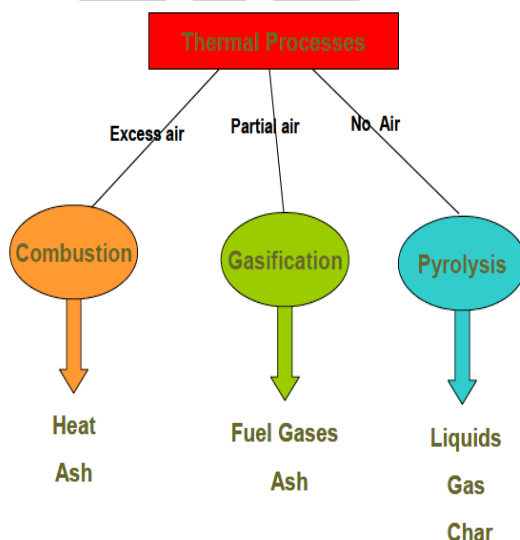 Thermal Processes
Excess air
Partial air
No Air
Combustion
Gasification
Pyrolysis
Heat
Ash
Fuel Gases
Ash
Liquids
Gas
Char